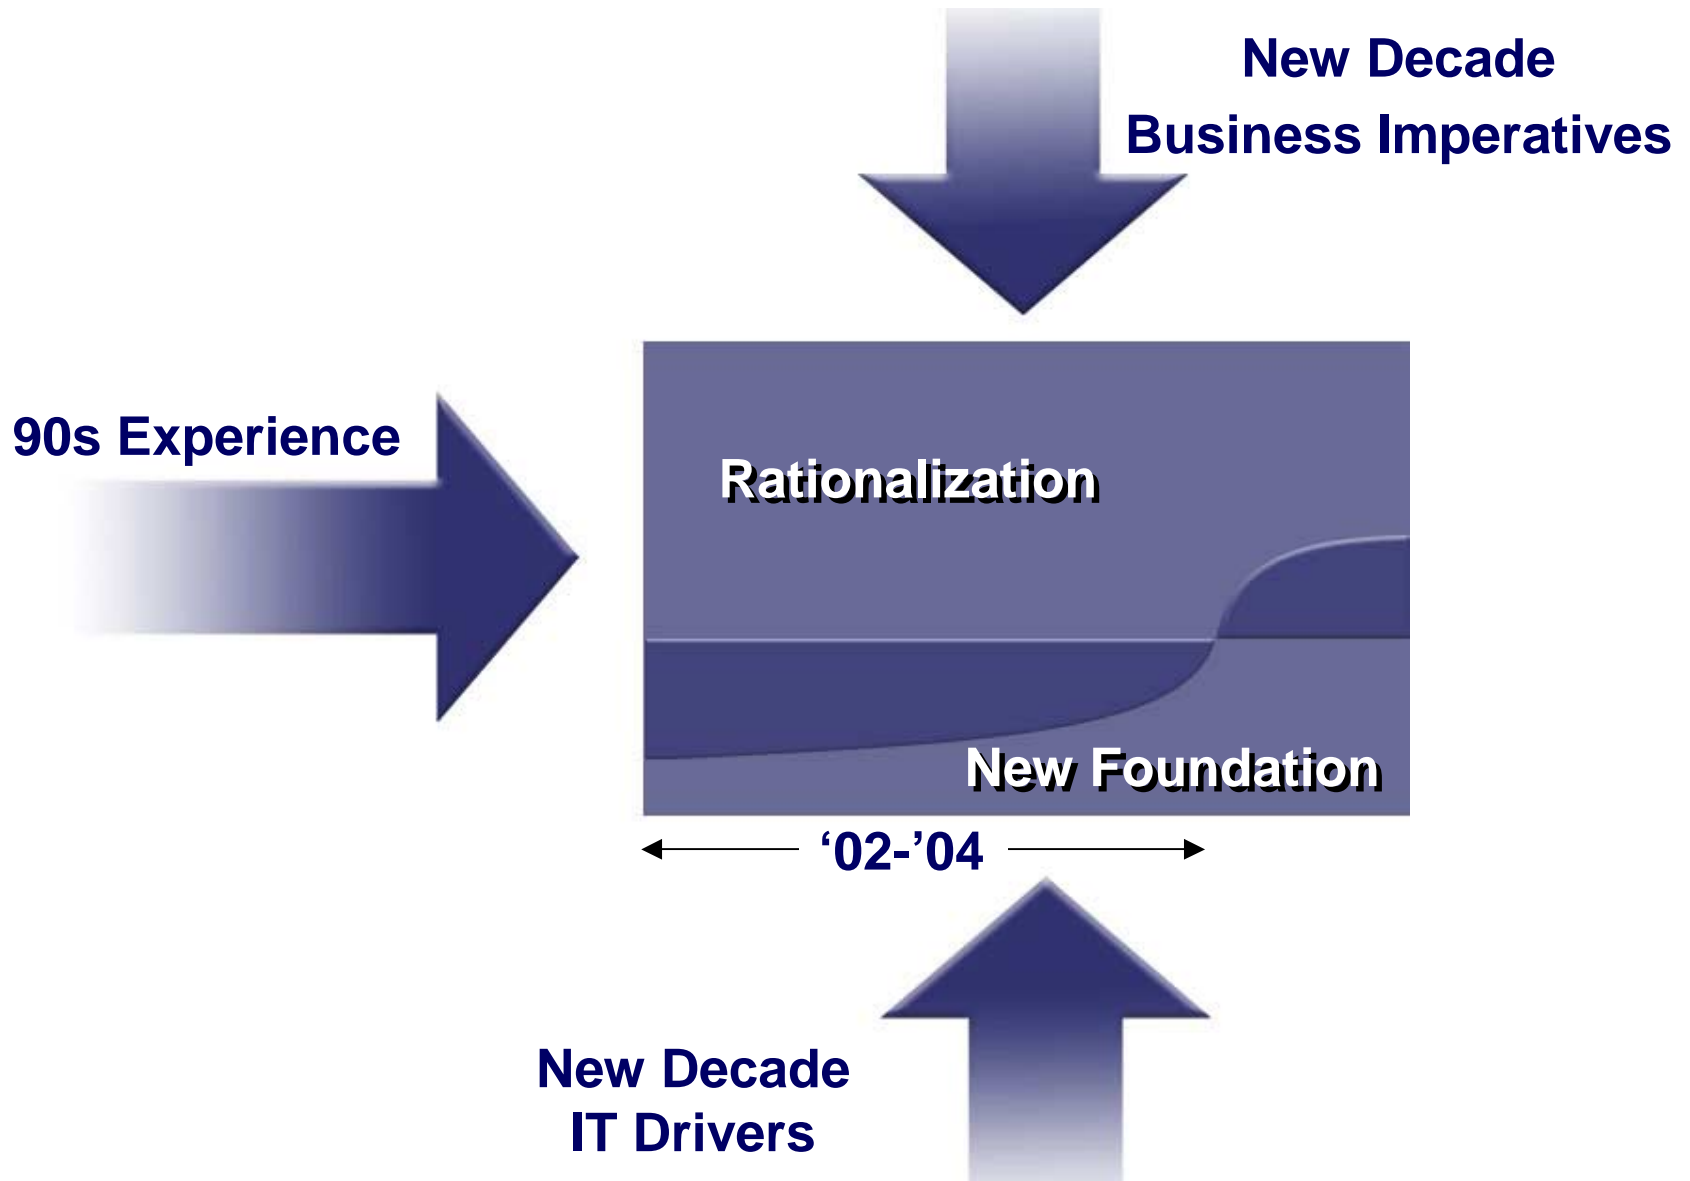 New Decade
Business Imperatives
90s Experience
Rationalization
New Foundation
‘02-’04
New Decade
IT Drivers